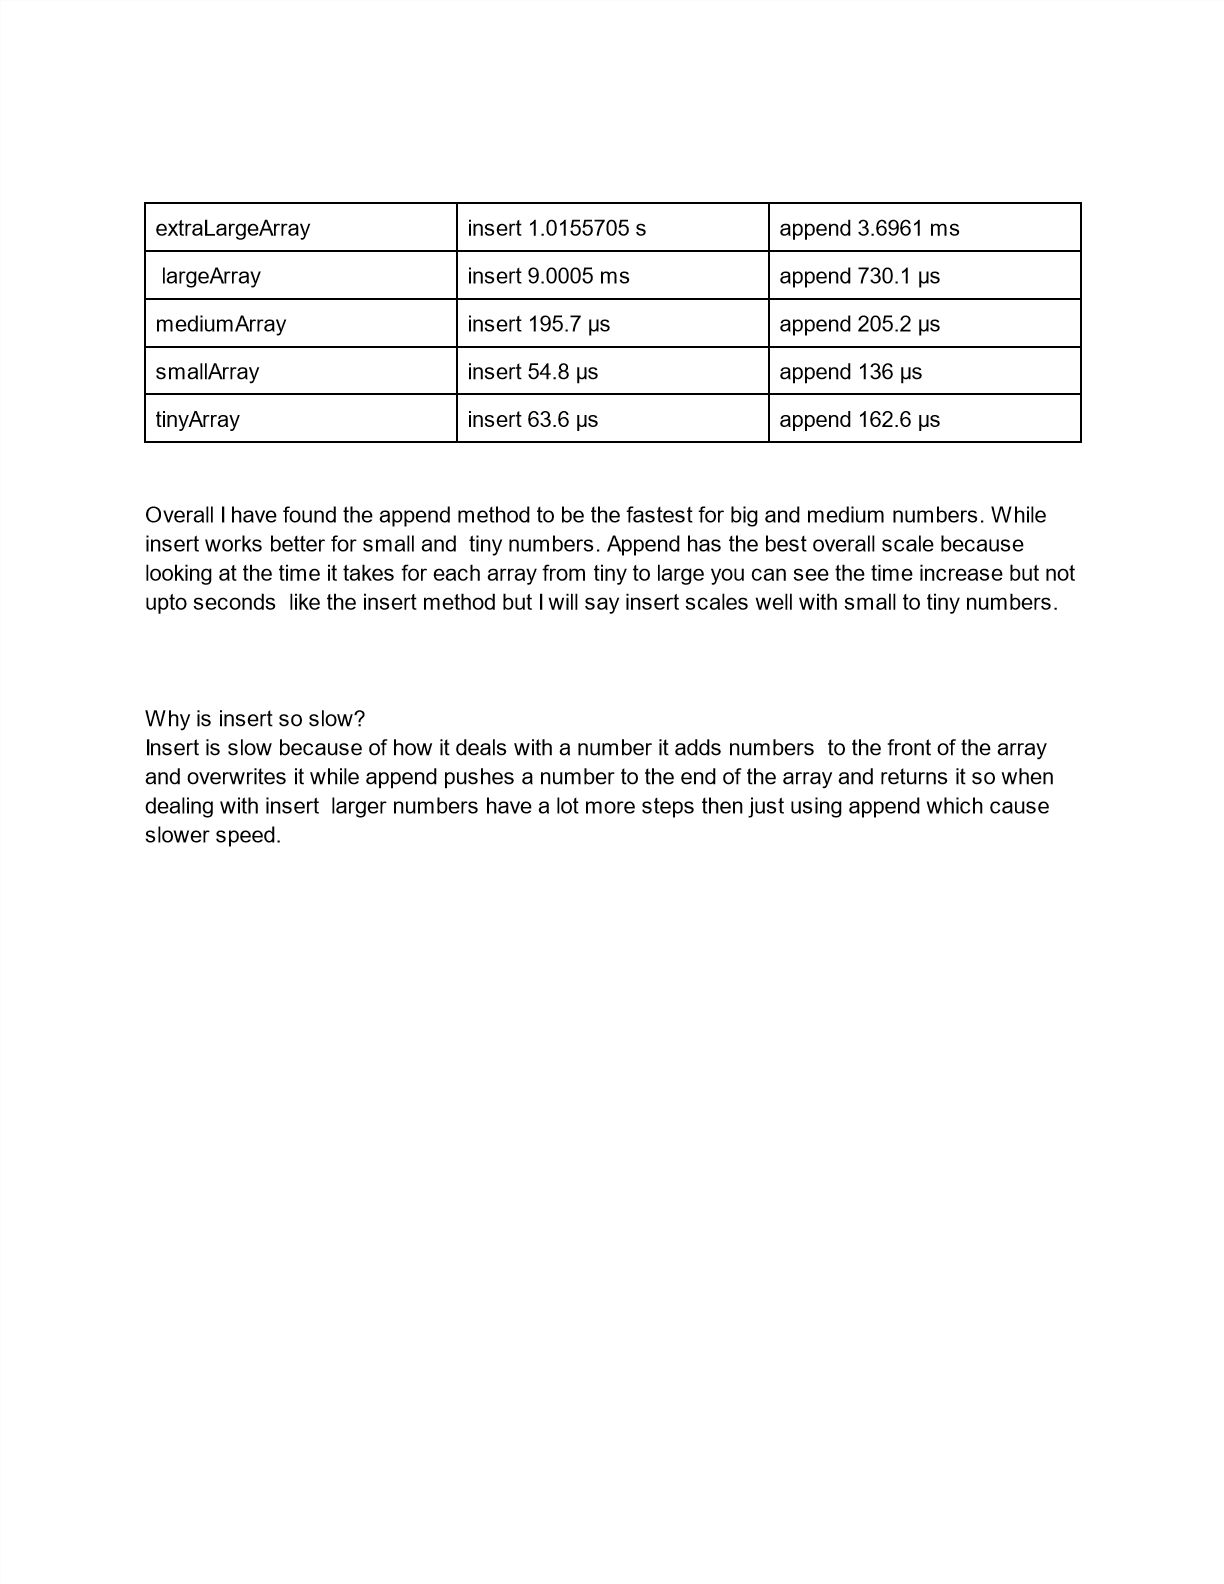 extraLargeArray insert 1.0155705 s append 3.6961 ms
largeArray insert 9.0005 ms append 730.1 µs
mediumArray insert 195.7 µs append 205.2 µs
smallArray insert 54.8 µs append 136 µs
tinyArray insert 63.6 µs append 162.6 µs
Overall I have found the append method to be the fastest for big and medium numbers. While
insert works better for small and  tiny numbers. Append has the best overall scale because
looking at the time it takes for each array from tiny to large you can see the time increase but not
upto seconds  like the insert method but I will say insert scales well with small to tiny numbers.
Why is insert so slow?
Insert is slow because of how it deals with a number it adds numbers  to the front of the array
and overwrites it while append pushes a number to the end of the array and returns it so when
dealing with insert  larger numbers have a lot more steps then just using append which cause
slower speed.